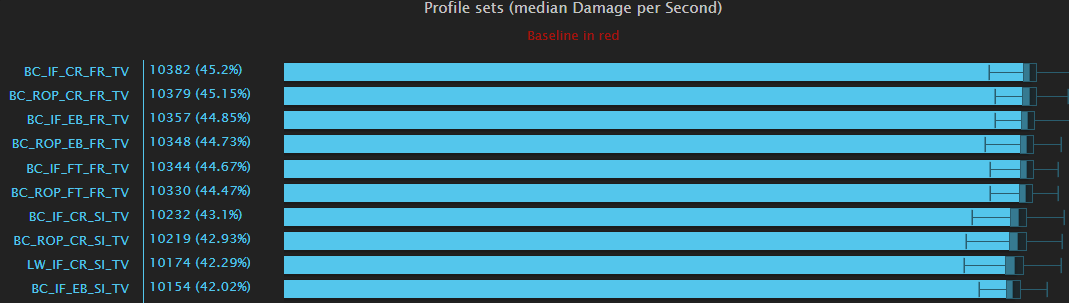 Profile sets (median Damage per Second)
Baseline in red
BC_IF_CR_FR_TV 10382 (45.2%)
BC_ROP_CR_FR_TV 10379 (45.15%)
BC_IF_EB_FR_TV 10357 (44.85%)
BC_ROP_EB_FR_TV 10348 (44.73%)
BC_IF_FT_FR_TV 10344 (44.67%)
BC_ROP_FT_FR_TV 10330 (44.47%)
BC_IF_CR_SI_TV 10232 (43.1%)
BC_ROP_CR_SI_TV 10219 (42.93%)
LW_IF_CR_SI_TV 10174 (42.29%)
BC_IF_EB_SI_TV 10154 (42.02%)